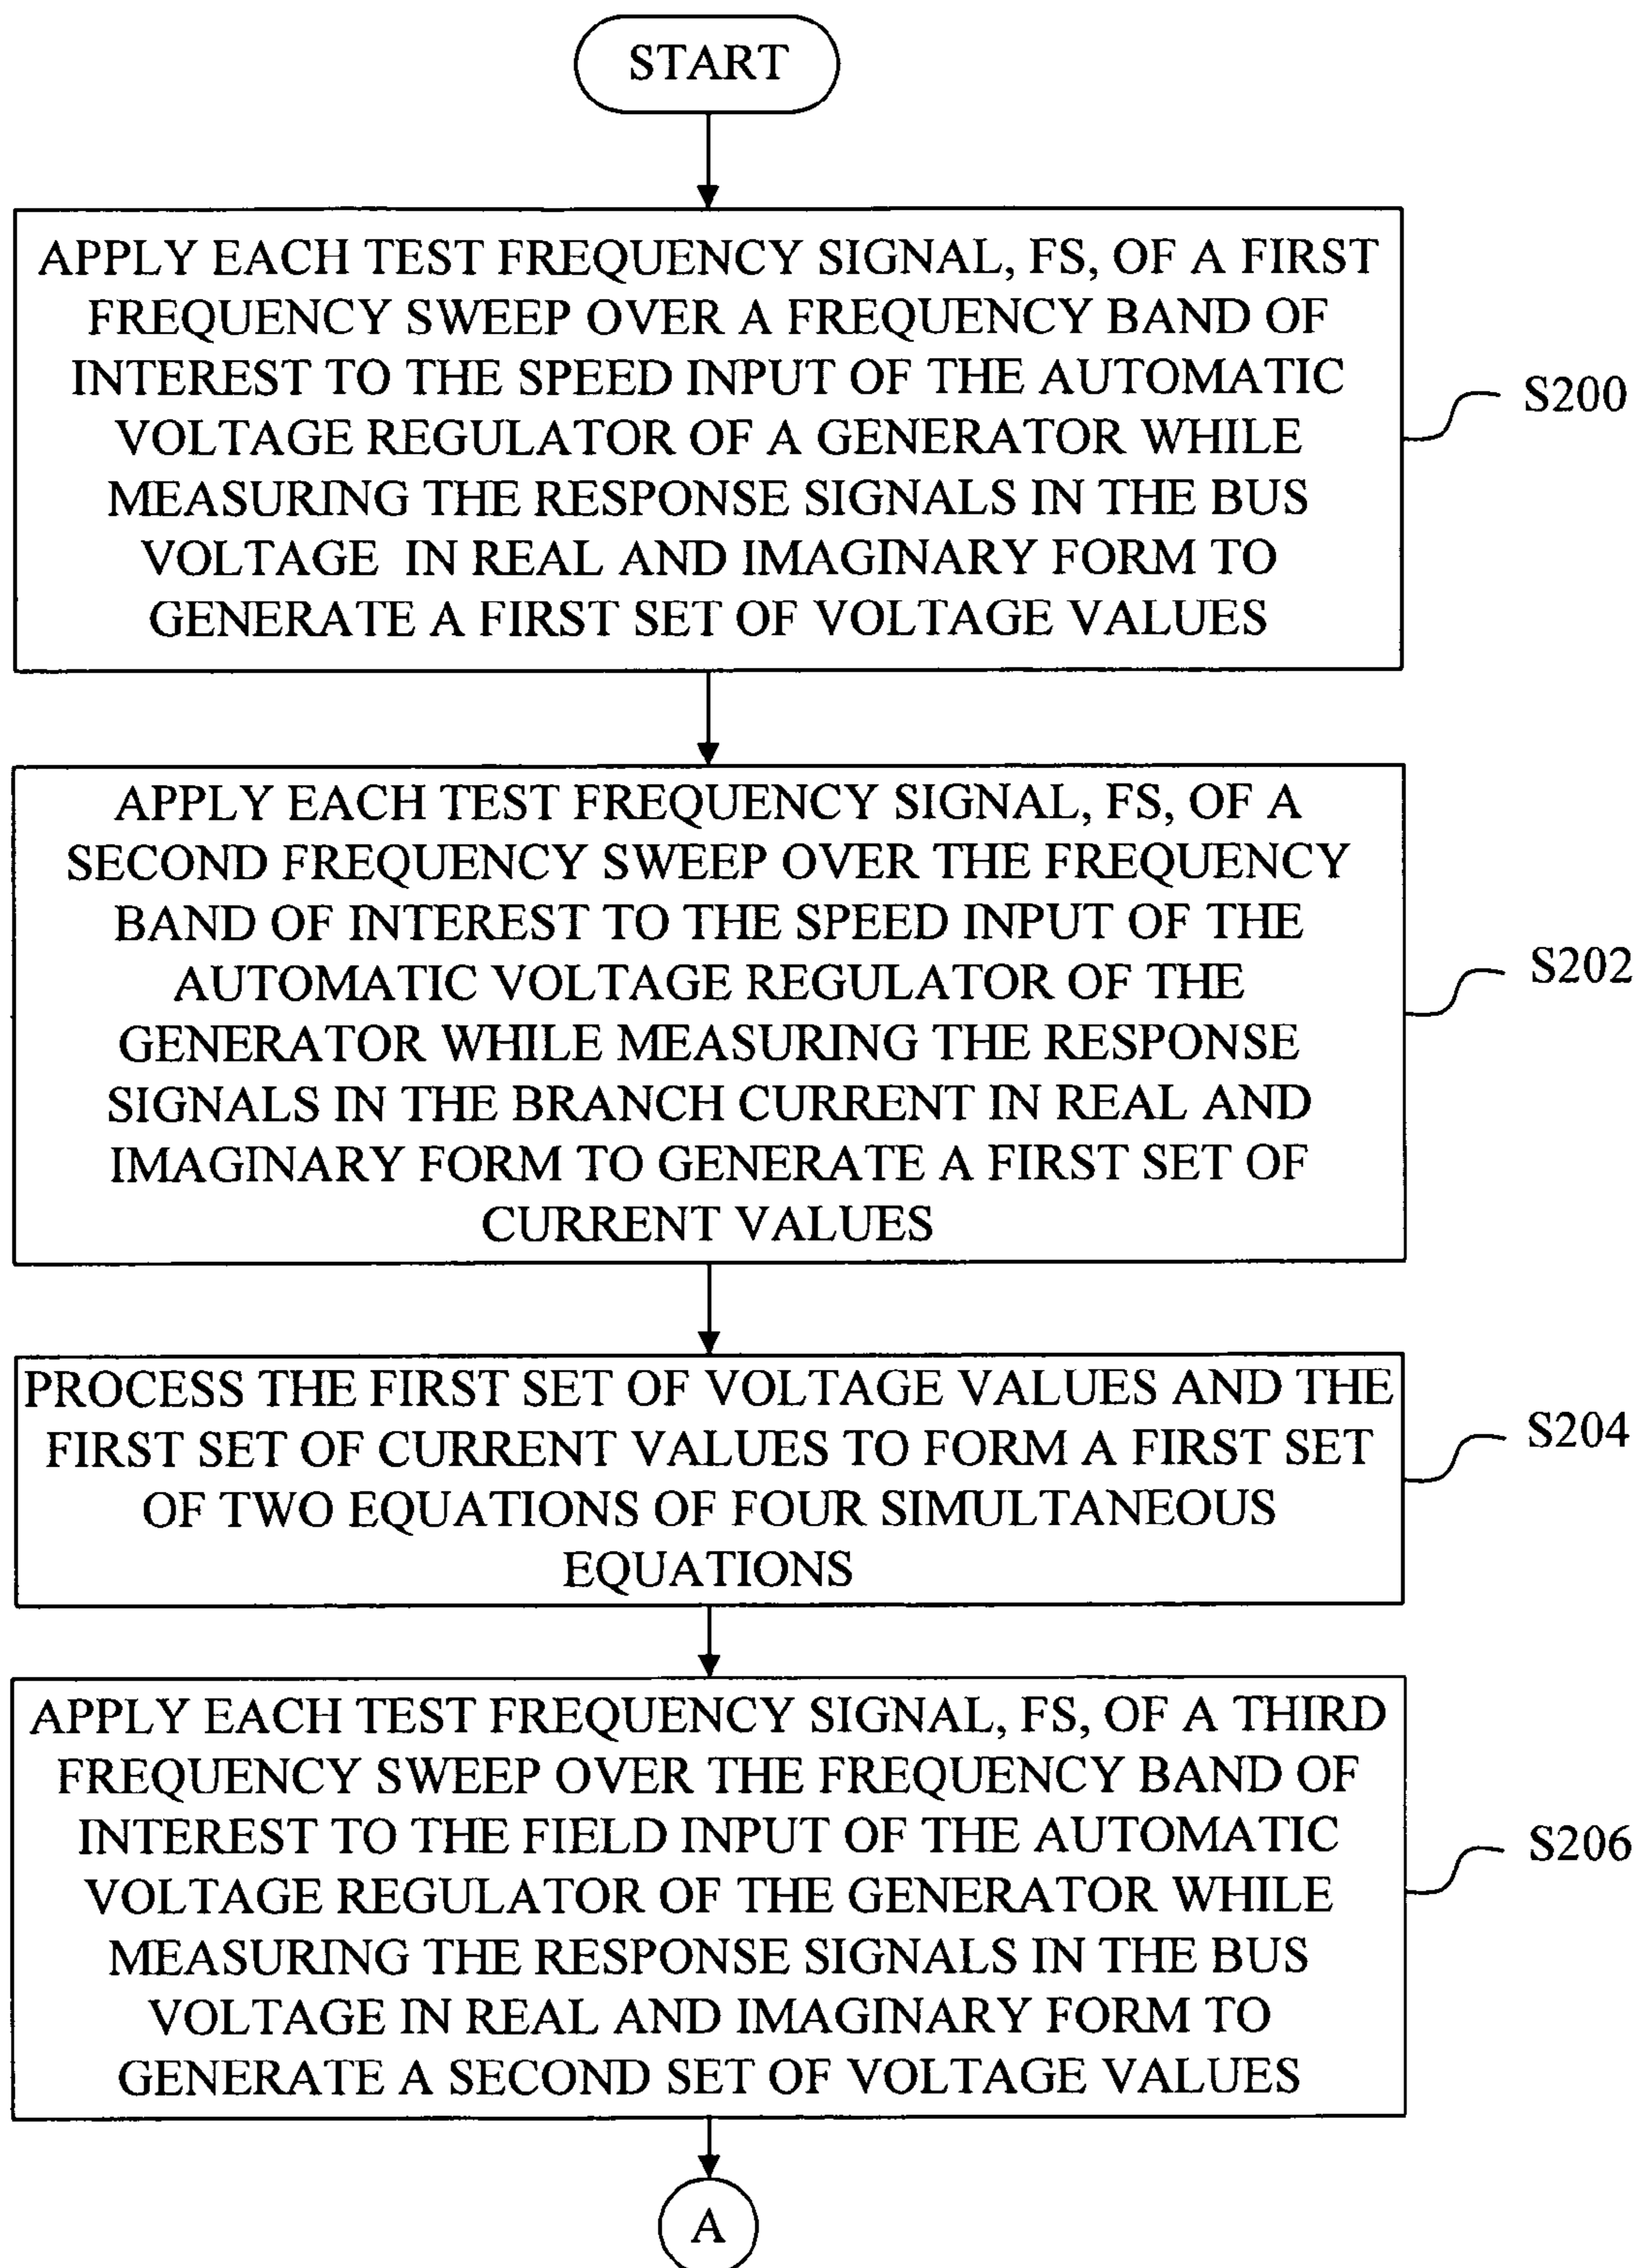 START
APPLY EACH TEST FREQUENCY SIGNAL, FS, OF A FIRST
FREQUENCY SWEEP OVER A FREQUENCY BAND OF
INTEREST TO THE SPEED INPUT OF THE AUTOMATIC
VOLTAGE REGULATOR OF A GENERATOR WHILE
MEASURING THE RESPONSE SIGNALS IN THE BUS
VOLTAGE IN REAL AND IMAGINARY FORM TO
GENERATE A FIRST SET OF VOLTAGE VALUES
S200
APPLY EACH TEST FREQUENCY SIGNAL, FS, OF A
SECOND FREQUENCY SWEEP OVER THE FREQUENCY
BAND OF INTEREST TO THE SPEED INPUT OF THE
AUTOMATIC VOLTAGE REGULATOR OF THE
GENERATOR WHILE MEASURING THE RESPONSE
SIGNALS IN THE BRANCH CURRENT IN REAL AND
IMAGINARY FORM TO GENERATE A FIRST SET OF
CURRENT VALUES
S202
PROCESS THE FIRST SET OF VOLTAGE VALUES AND THE
FIRST SET OF CURRENT VALUES TO FORM A FIRST SET
OF TWO EQUATIONS OF FOUR SIMULTANEOUS
EQUATIONS
S204
APPLY EACH TEST FREQUENCY SIGNAL, FS, OF A THIRD
FREQUENCY SWEEP OVER THE FREQUENCY BAND OF
INTEREST TO THE FIELD INPUT OF THE AUTOMATIC
VOLTAGE REGULATOR OF THE GENERATOR WHILE
MEASURING THE RESPONSE SIGNALS IN THE BUS
VOLTAGE IN REAL AND IMAGINARY FORM TO
GENERATE A SECOND SET OF VOLTAGE VALUES
S206
A